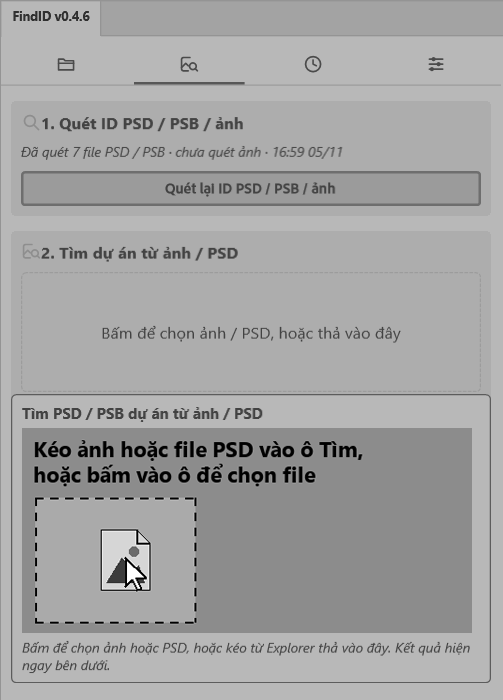 FindID v0.4.6
1. Quét ID PSD / PSB / ảnh
Đã quét 7 file PSD / PSB · chưa quét ảnh · 16:59 05/11
Quét lại ID PSD / PSB / ảnh
2. Tìm dự án từ ảnh / PSD
Bấm để chọn ảnh / PSD, hoặc thả vào đây
Tìm PSD / PSB dự án từ ảnh / PSD
Kéo ảnh hoặc file PSD vào ô Tìm,
hoặc bấm vào ô để chọn file
Bấm để chọn ảnh hoặc PSD, hoặc kéo từ Explorer thả vào đây. Kết quả hiện
ngay bên dưới.